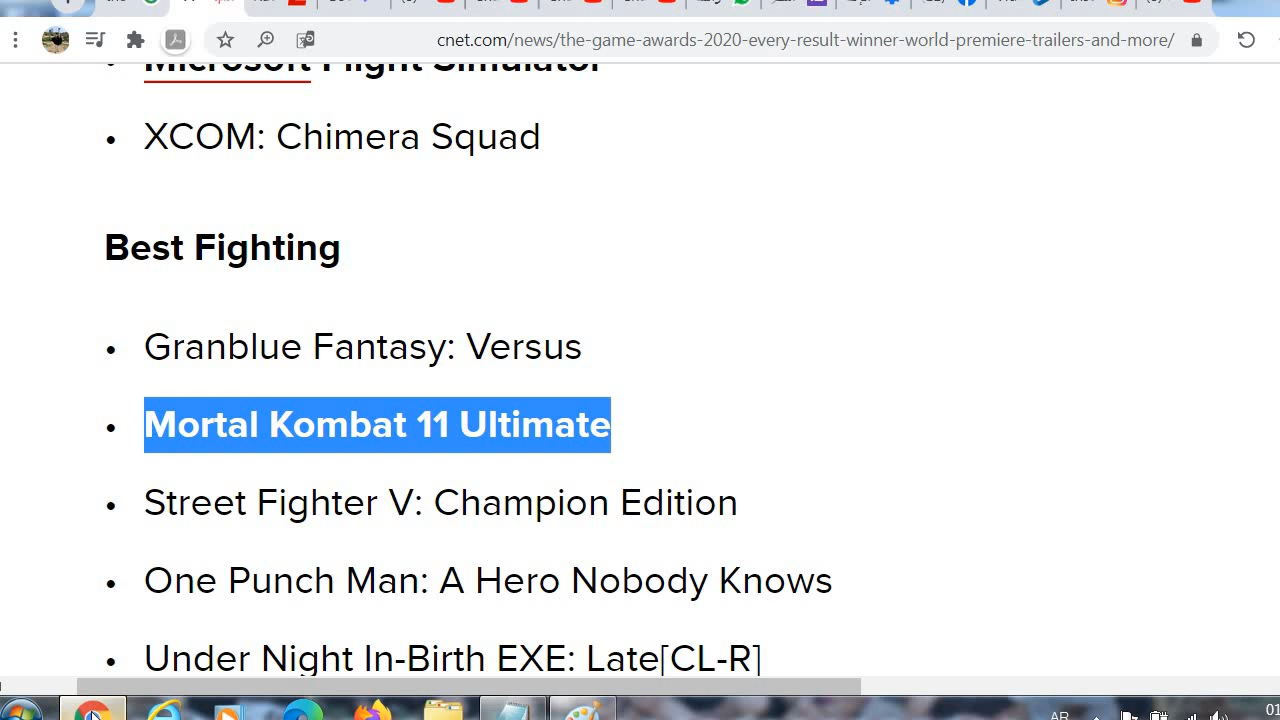 cnet.com/news/the-game-awards-2020-every-result-winner-world-premiere-trailers-and-more/
Microsoft Flight Simulator
XCOM: Chimera Squad
Best Fighting
Granblue Fantasy: Versus
Mortal Kombat 11 Ultimate
Street Fighter V: Champion Edition
One Punch Man: A Hero Nobody Knows
Under Night In-Birth EXE: Late[CL-R]
AR